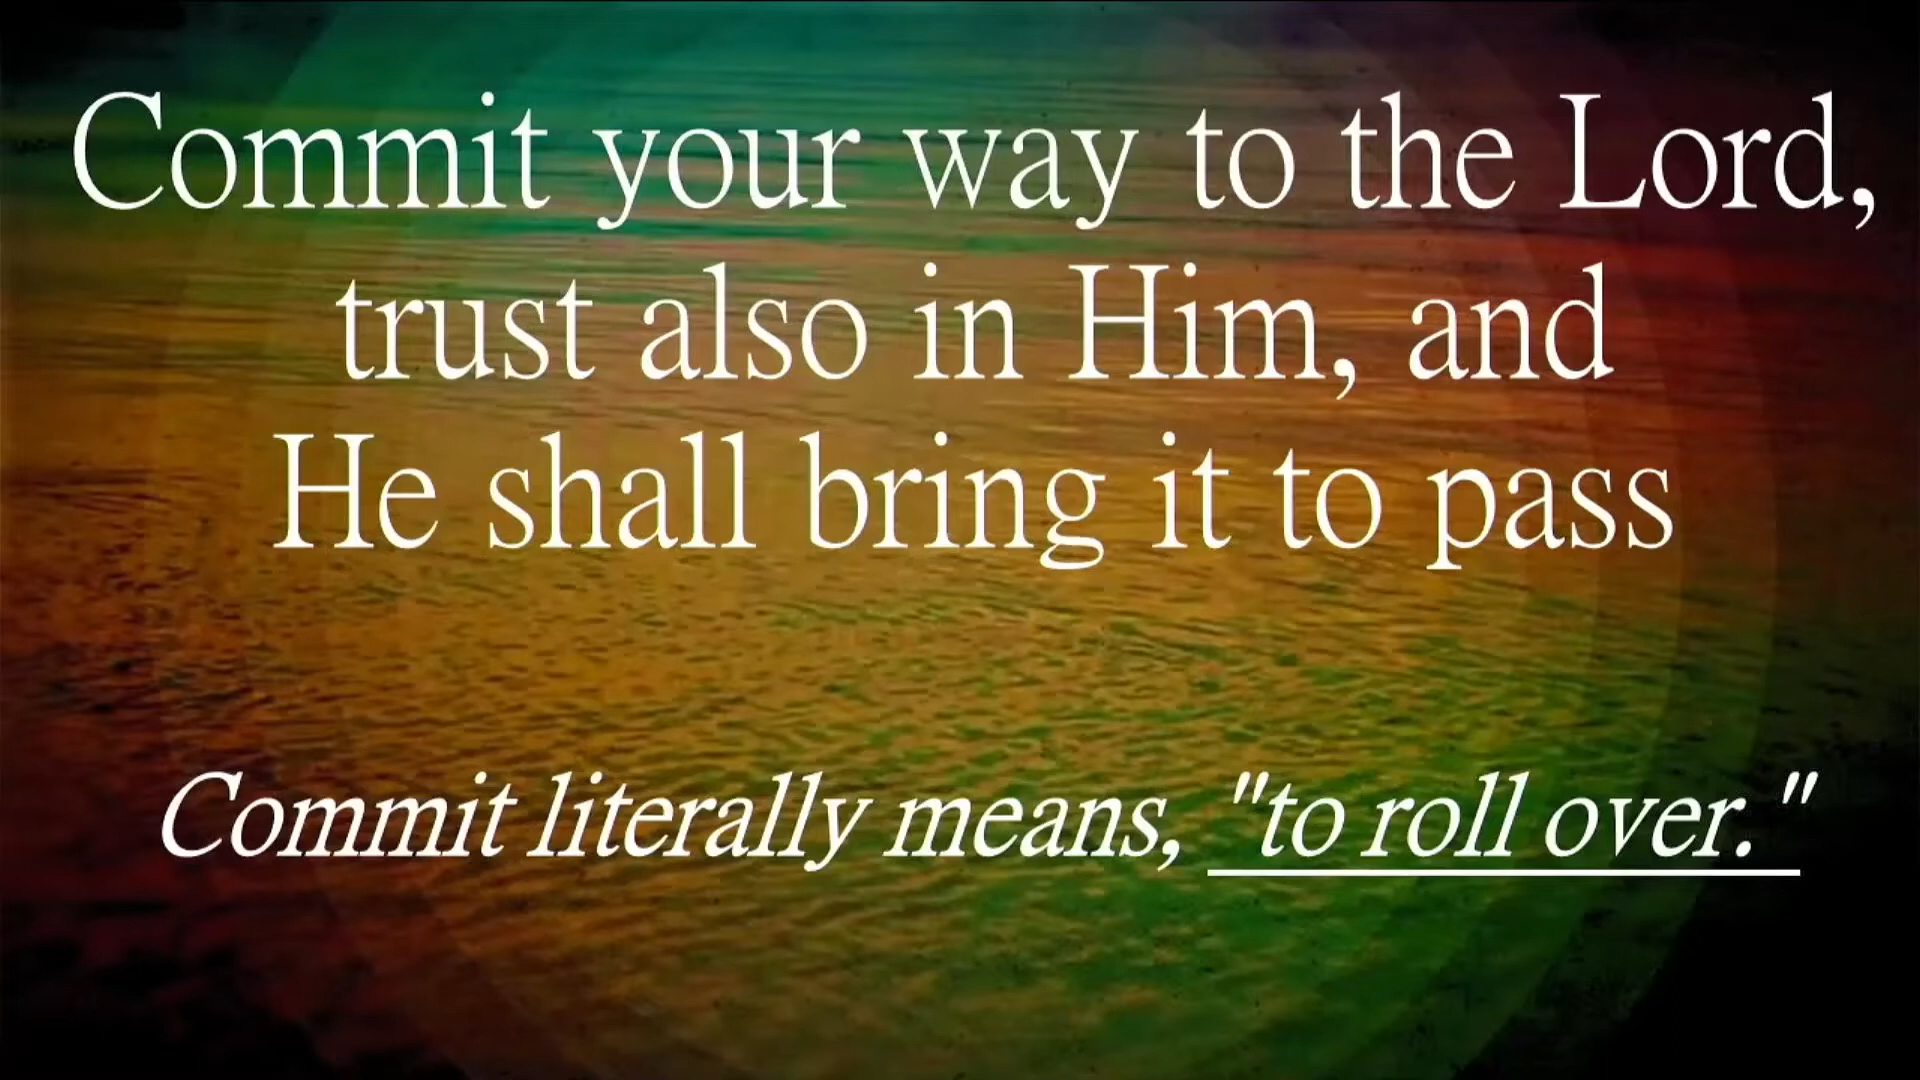 Commit your way to the Lord,
trust also in Him, and
He shall bring it to pass
Commit literally means, "to roll over."